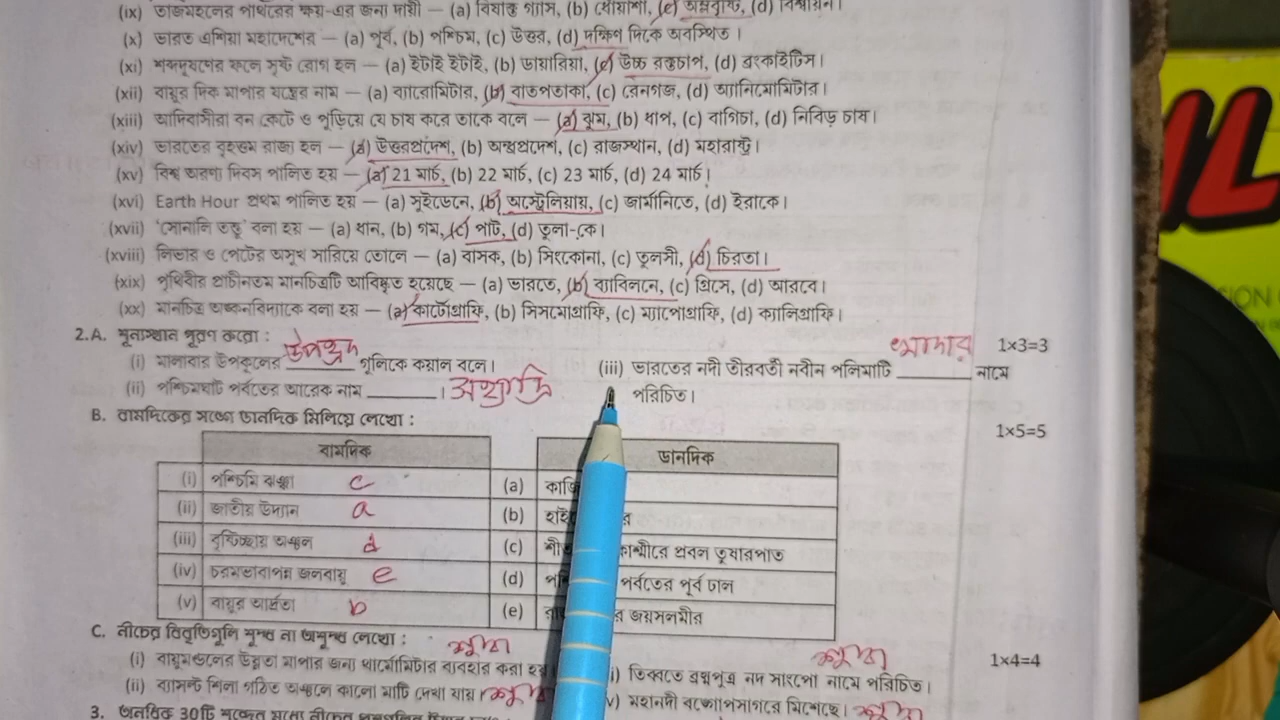 (ix) তাজমহলের পাথরের ক্ষয়-এর জন্য দায়ী — (a) বিষাক্ত গ্যাস, (b) ধোঁয়াশা, (c) অম্লবৃষ্টি, (d) বিশ্বায়ন।
(x) ভারত এশিয়া মহাদেশের — (a) পূর্ব, (b) পশ্চিম, (c) উত্তর, (d) দক্ষিণ দিকে অবস্থিত।
(xi) শব্দদূষণের ফলে সৃষ্ট রোগ হল — (a) ইটাই ইটাই, (b) ডায়ারিয়া, (c) উচ্চ রক্তচাপ, (d) ব্রংকাইটিস।
(xii) বায়ুর দিক মাপার যন্ত্রের নাম — (a) ব্যারোমিটার, (b) বাতপতাকা, (c) রেনগজ, (d) অ্যানিমোমিটার।
(xiii) আদিবাসীরা বন কেটে ও পুড়িয়ে যে চাষ করে তাকে বলে — (a) ঝুম, (b) ধাপ, (c) বাগিচা, (d) নিবিড় চাষ।
(xiv) ভারতের বৃহত্তম রাজ্য হল — (a) উত্তরপ্রদেশ, (b) অন্ধ্রপ্রদেশ, (c) রাজস্থান, (d) মহারাষ্ট্র।
(xv) বিশ্ব অরণ্য দিবস পালিত হয় — (a) 21 মার্চ, (b) 22 মার্চ, (c) 23 মার্চ, (d) 24 মার্চ।
(xvi) Earth Hour প্রথম পালিত হয় — (a) সুইডেনে, (b) অস্ট্রেলিয়ায়, (c) জার্মানিতে, (d) ইরাকে।
(xvii) 'সোনালি তন্তু' বলা হয় — (a) ধান, (b) গম, (c) পাট, (d) তুলা-কে।
(xviii) লিভার ও পেটের অসুখ সারিয়ে তোলে — (a) বাসক, (b) সিংকোনা, (c) তুলসী, (d) চিরতা।
(xix) পৃথিবীর প্রাচীনতম মানচিত্রটি আবিষ্কৃত হয়েছে — (a) ভারতে, (b) ব্যাবিলনে, (c) গ্রিসে, (d) আরবে।
(xx) মানচিত্র অঙ্কনবিদ্যাকে বলা হয় — (a) কার্টোগ্রাফি, (b) সিসমোগ্রাফি, (c) ম্যাপোগ্রাফি, (d) ক্যালিগ্রাফি।
2.A. শূন্যস্থান পূরণ করো : 1×3=3
(i) মালাবার উপকূলের উপহ্রদ গুলিকে কয়াল বলে।
(ii) পশ্চিমঘাট পর্বতের আরেক নাম ______। সহ্যাদ্রি
(iii) ভারতের নদী তীরবর্তী নবীন পলিমাটি খাদার নামে
পরিচিত।
B. বামদিকের সঙ্গে ডানদিক মিলিয়ে লেখো : 1×5=5
বামদিক ডানদিক
(i) পশ্চিমি ঝঞ্ঝা c (a)
(ii) জাতীয় উদ্যান a (b)
(iii) বৃষ্টিচ্ছায় অঞ্চল d (c) কাশ্মীরে প্রবল তুষারপাত
(iv) চরমভাবাপন্ন জলবায়ু e (d) পর্বতের পূর্ব ঢাল
(v) বায়ুর আর্দ্রতা b (e) জয়সলমীর
C. নীচের বিবৃতিগুলি শুদ্ধ না অশুদ্ধ লেখো : 1×4=4
(i) বায়ুমণ্ডলের উষ্ণতা মাপার জন্য থার্মোমিটার ব্যবহার করা হয় শুদ্ধ
(ii) ব্যাসল্ট শিলা গঠিত অঞ্চলে কালো মাটি দেখা যায়। শুদ্ধ
তিব্বতে ব্রহ্মপুত্র নদ সাংপো নামে পরিচিত। শুদ্ধ
মহানদী বঙ্গোপসাগরে মিশেছে। শুদ্ধ